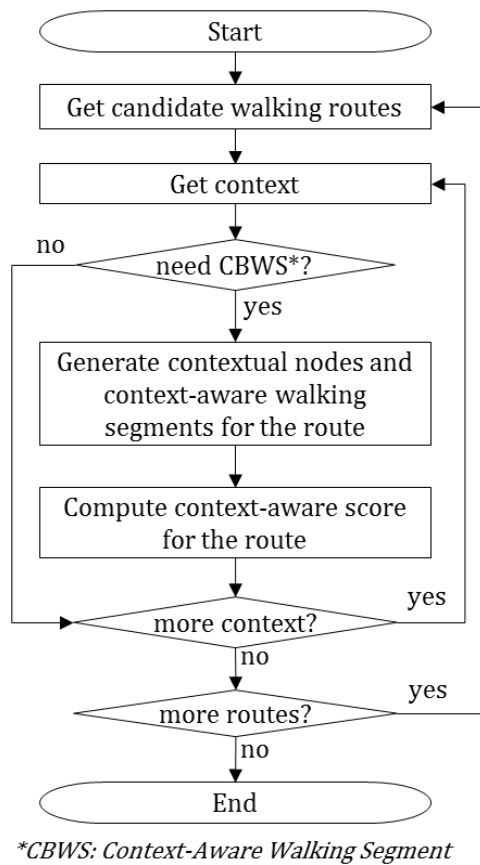 Start
Get candidate walking routes
Get context
no
need CBWS*?
yes
Generate contextual nodes and
context-aware walking
segments for the route
Compute context-aware score
for the route
more context?
yes
no
more routes?
yes
no
End
*CBWS: Context-Aware Walking Segment